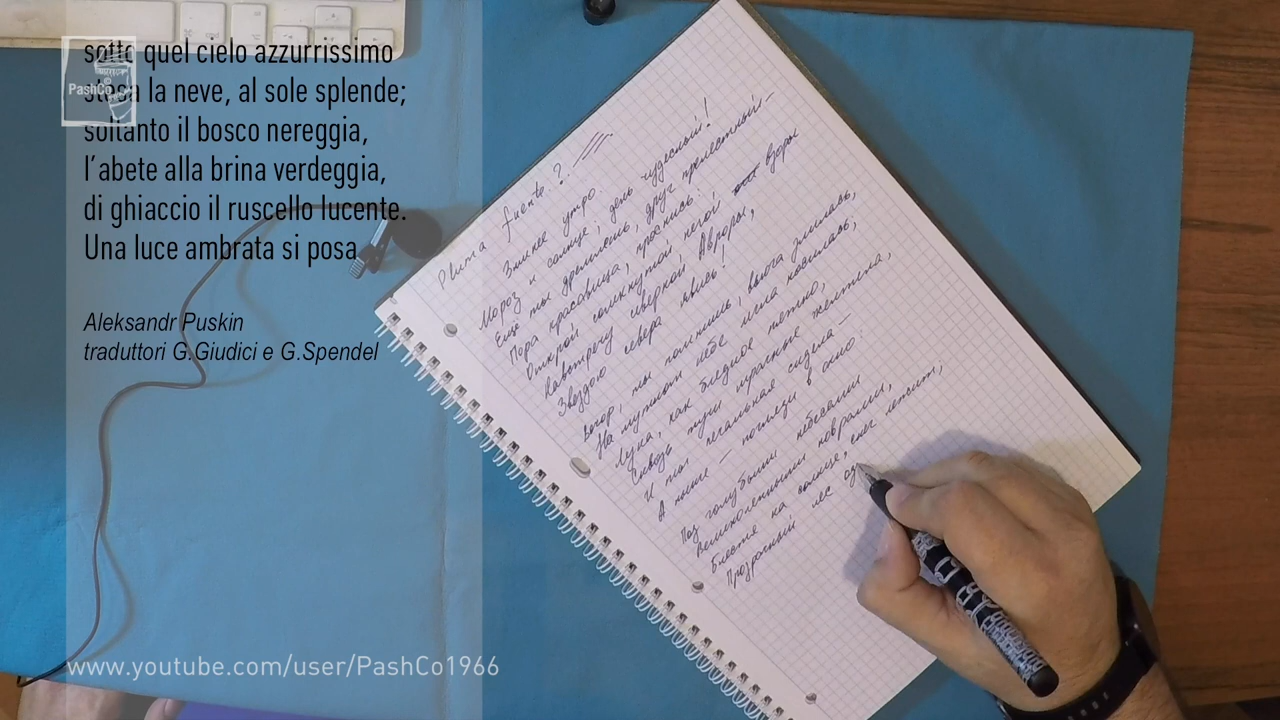 sotto quel cielo azzurrissimo
stesa la neve, al sole splende;
soltanto il bosco nereggia,
l’abete alla brina verdeggia,
di ghiaccio il ruscello lucente.
Una luce ambrata si posa
Aleksandr Puskin
traduttori G.Giudici e G.Spendel
PashCo
www.youtube.com/user/PashCo1966
Piuma fuente.?
Зимнее утро.
Мороз и солнце; день чудесный!
Ещё ты дремлешь, друг прелестный –
Пора, красавица, проснись:
Открой сомкнуты негой взоры
Навстречу северной Авроры,
Звездою севера явись!
Вечор, ты помнишь, вьюга злилась,
На мутном небе мгла носилась;
Луна, как бледное пятно,
Сквозь тучи мрачные желтела,
И ты печальная сидела –
А нынче – погляди в окно
Под голубыми небесами
Великолепными коврами,
Блестя на солнце, снег лежит;
Прозрачный лес од